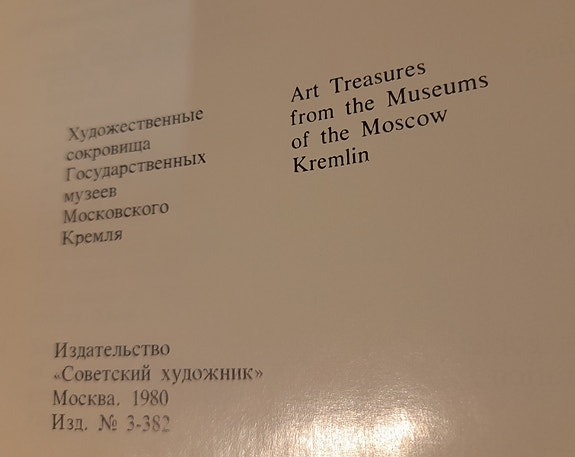 Художественные
сокровища
Государственных
музеев
Московского
Кремля
Art Treasures
from the Museums
of the Moscow
Kremlin
Издательство
«Советский художник»
Москва. 1980
Изд. № 3-382